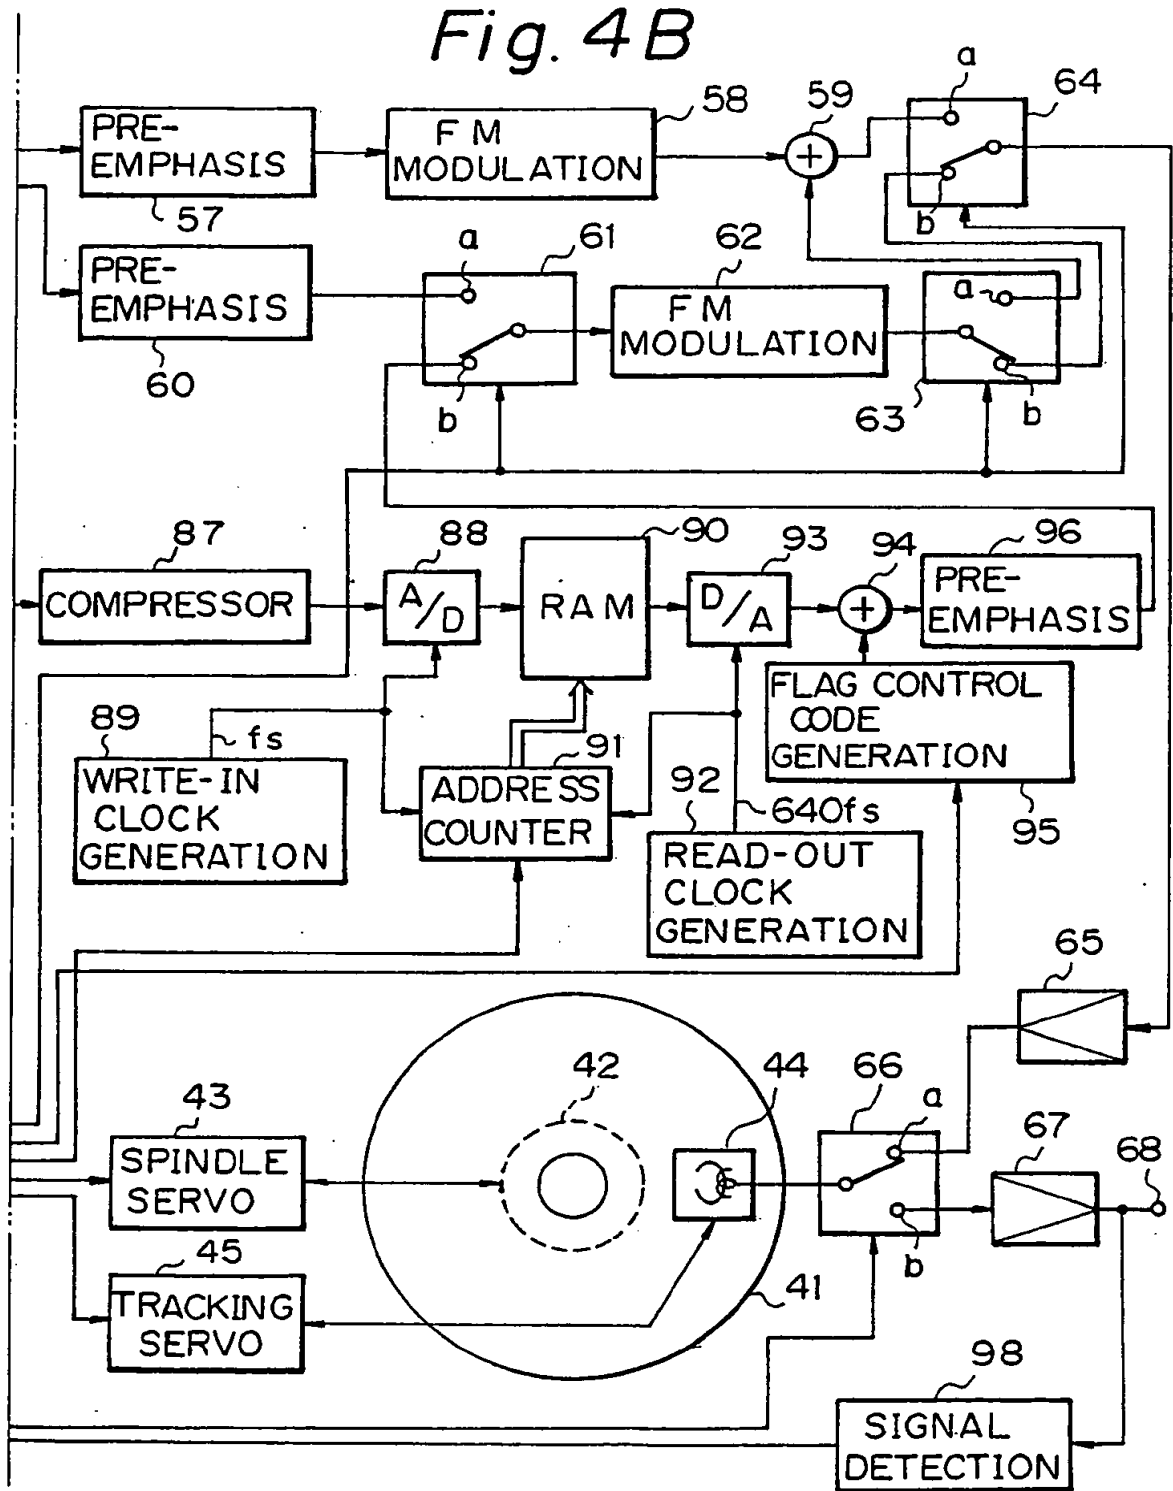 Fig. 4B
PRE-
EMPHASIS
57
FM
MODULATION
58
59
+
a
b
64
PRE-
EMPHASIS
60
a
b
61
FM
MODULATION
62
a
b
63
87
COMPRESSOR
88
A/D
90
RAM
93
D/A
94
+
96
PRE-
EMPHASIS
FLAG CONTROL
CODE
GENERATION
95
89
fs
WRITE-IN
CLOCK
GENERATION
91
ADDRESS
COUNTER
92
640fs
READ-OUT
CLOCK
GENERATION
65
43
SPINDLE
SERVO
42
44
66
a
b
67
68
45
TRACKING
SERVO
41
98
SIGNAL
DETECTION